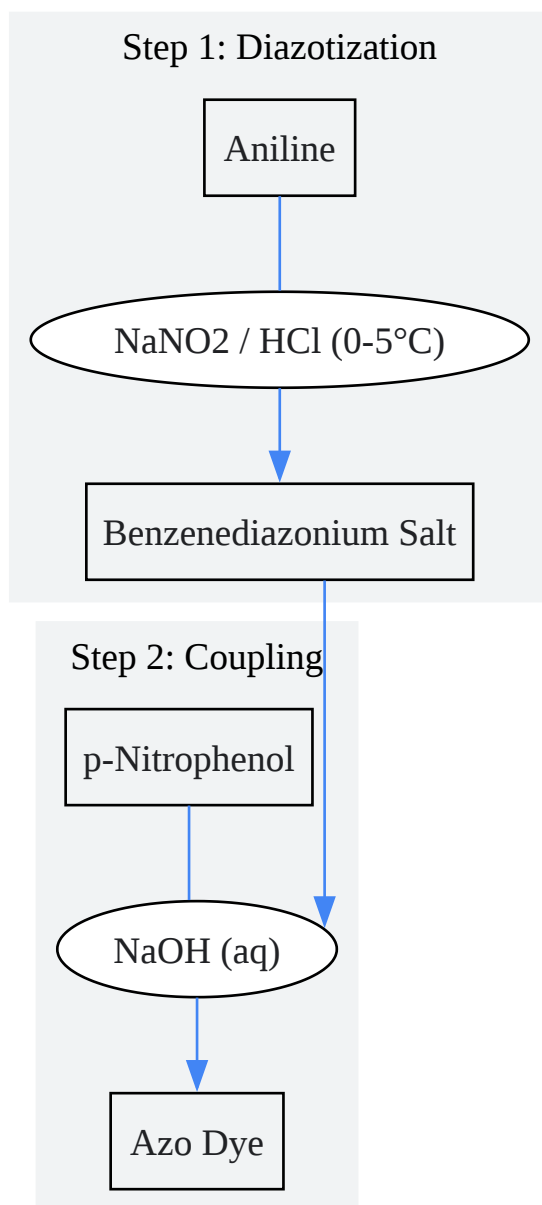 Step 1: Diazotization
Aniline
NaNO2 / HCl (0-5°C)
Benzenediazonium Salt
Step 2: Coupling
p-Nitrophenol
NaOH (aq)
Azo Dye